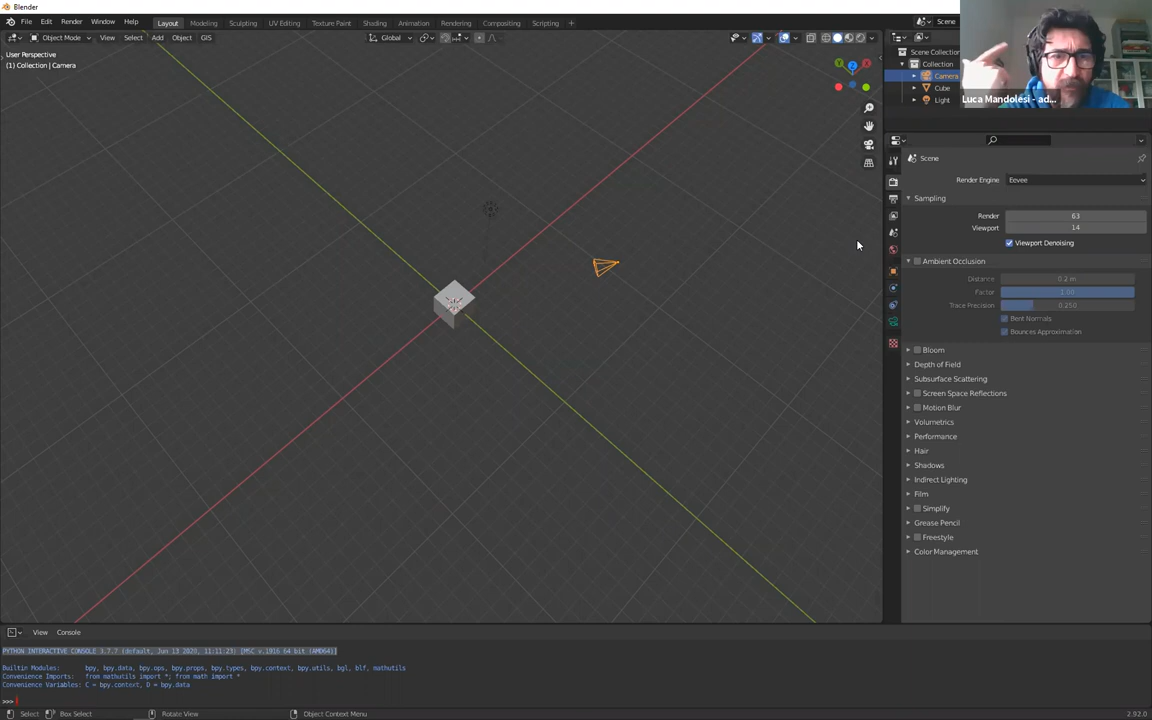 Blender
File Edit Render Window Help Layout Modeling Sculpting UV Editing Texture Paint Shading Animation Rendering Compositing Scripting + Scene
Object Mode View Select Add Object GIS Global
User Perspective
(1) Collection | Camera
Z
Y
X
Scene Collection
Collection
Camera
Cube
Light
Luca Mandolesi - ad...
Scene
Render Engine Eevee
Sampling
Render 63
Viewport 14
Viewport Denoising
Ambient Occlusion
Distance 0.2 m
Factor 1.00
Trace Precision 0.250
Bent Normals
Bounces Approximation
Bloom
Depth of Field
Subsurface Scattering
Screen Space Reflections
Motion Blur
Volumetrics
Performance
Hair
Shadows
Indirect Lighting
Film
Simplify
Grease Pencil
Freestyle
Color Management
View Console
PYTHON INTERACTIVE CONSOLE 3.7.7 (default, Jun 13 2020, 11:11:23) [MSC v.1916 64 bit (AMD64)]
Builtin Modules: bpy, bpy.data, bpy.ops, bpy.props, bpy.types, bpy.context, bpy.utils, bgl, blf, mathutils
Convenience Imports: from mathutils import *; from math import *
Convenience Variables: C = bpy.context, D = bpy.data
>>>
Select Box Select Rotate View Object Context Menu 2.92.0